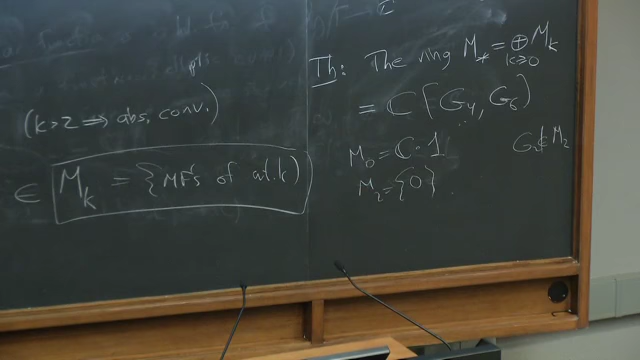 (k>2 ⟹ abs. conv.)
∈ M_k = {MFs of wt. k}
Th: The ring M_* = ⊕_{k≥0} M_k
= ℂ[G_4, G_6]
M_0 = ℂ·1
G_2 ∉ M_2
M_2 = {0}